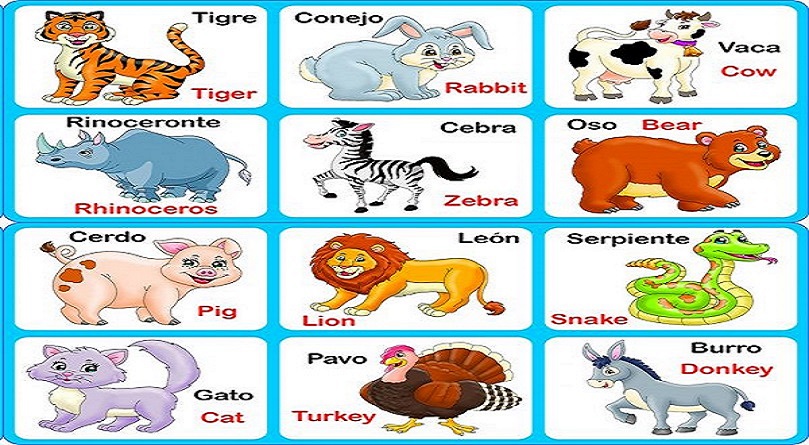 Tigre
Tiger
Conejo
Rabbit
Vaca
Cow
Rinoceronte
Rhinoceros
Cebra
Zebra
Oso Bear
Cerdo
Pig
León
Lion
Serpiente
Snake
Gato
Cat
Pavo
Turkey
Burro
Donkey